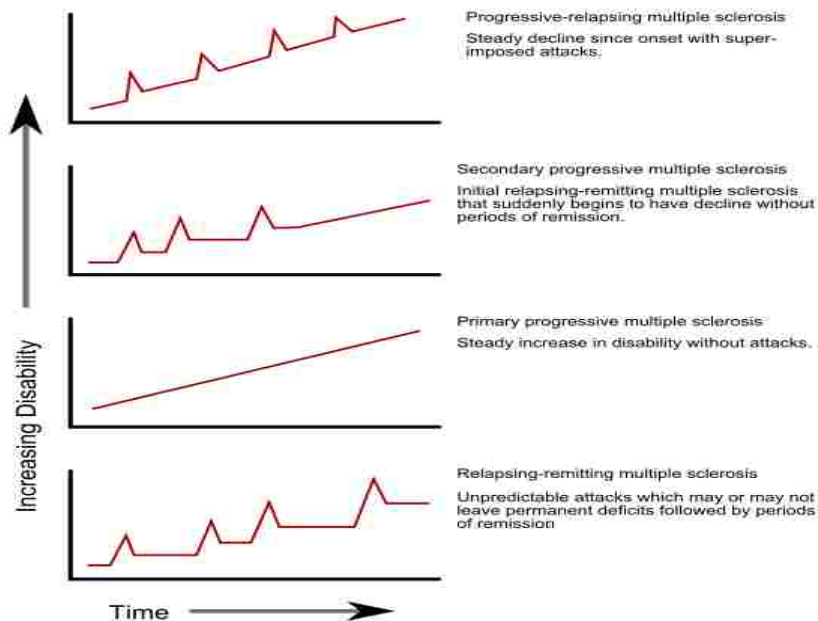 Progressive-relapsing multiple sclerosis
Steady decline since onset with super-
imposed attacks.
Secondary progressive multiple sclerosis
Initial relapsing-remitting multiple sclerosis
that suddenly begins to have decline without
periods of remission.
Primary progressive multiple sclerosis
Steady increase in disability without attacks.
Relapsing-remitting multiple sclerosis
Unpredictable attacks which may or may not
leave permanent deficits followed by periods
of remission
Increasing Disability
Time